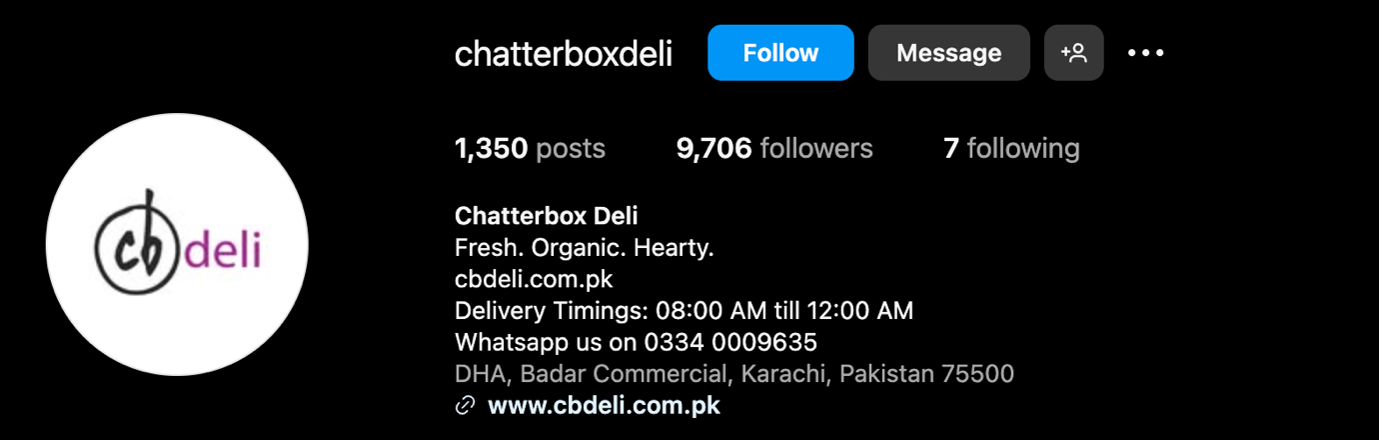 chatterboxdeli Follow Message
1,350 posts 9,706 followers 7 following
cb deli
Chatterbox Deli
Fresh. Organic. Hearty.
cbdeli.com.pk
Delivery Timings: 08:00 AM till 12:00 AM
Whatsapp us on 0334 0009635
DHA, Badar Commercial, Karachi, Pakistan 75500
www.cbdeli.com.pk